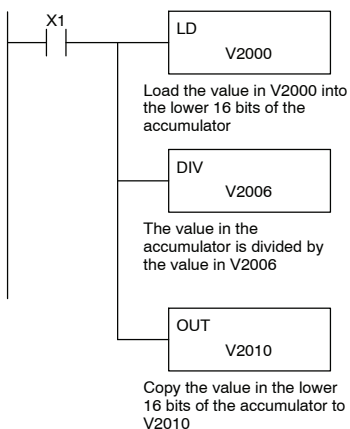 X1
LD
V2000
Load the value in V2000 into
the lower 16 bits of the
accumulator
DIV
V2006
The value in the
accumulator is divided by
the value in V2006
OUT
V2010
Copy the value in the lower
16 bits of the accumulator to
V2010